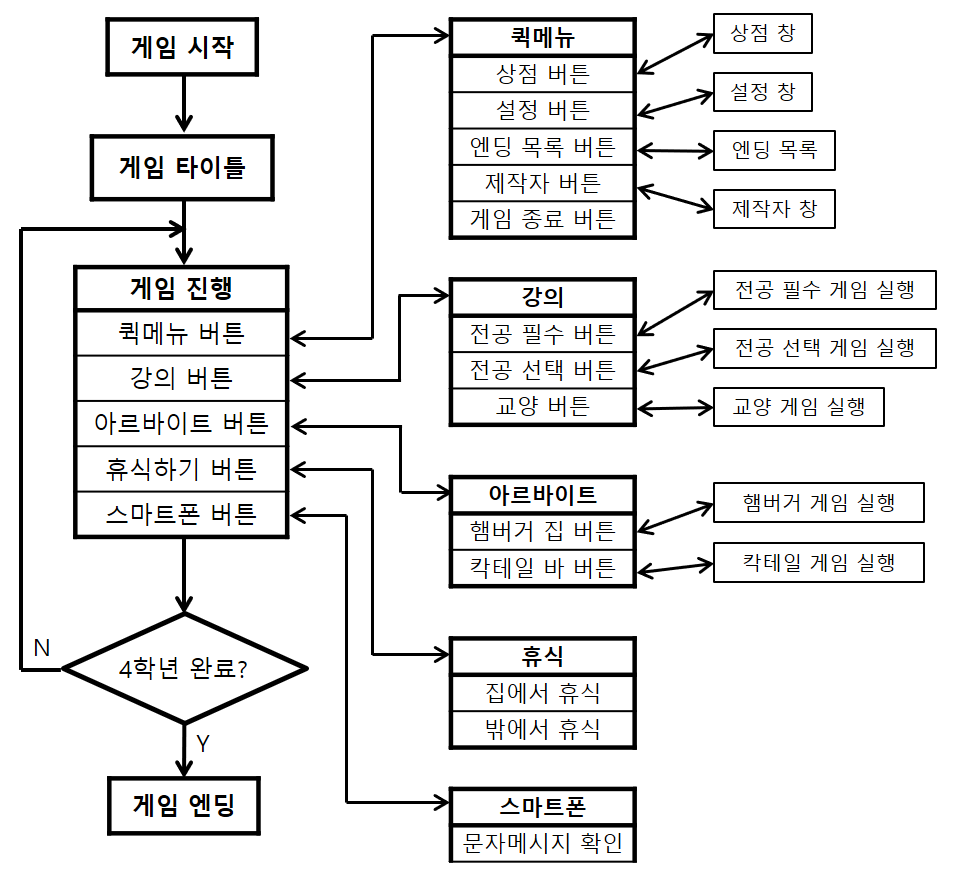 게임 시작
게임 타이틀
게임 진행
퀵메뉴 버튼
강의 버튼
아르바이트 버튼
휴식하기 버튼
스마트폰 버튼
4학년 완료?
N
Y
게임 엔딩
퀵메뉴
상점 버튼
설정 버튼
엔딩 목록 버튼
제작자 버튼
게임 종료 버튼
상점 창
설정 창
엔딩 목록
제작자 창
강의
전공 필수 버튼
전공 선택 버튼
교양 버튼
전공 필수 게임 실행
전공 선택 게임 실행
교양 게임 실행
아르바이트
햄버거 집 버튼
칵테일 바 버튼
햄버거 게임 실행
칵테일 게임 실행
휴식
집에서 휴식
밖에서 휴식
스마트폰
문자메시지 확인